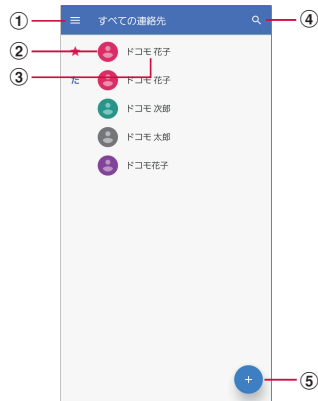 ① すべての連絡先 ④
② ★ ドコモ 花子
③
た ドコモ 花子
ドコモ 次郎
ドコモ 太郎
ドコモ花子
+ ⑤